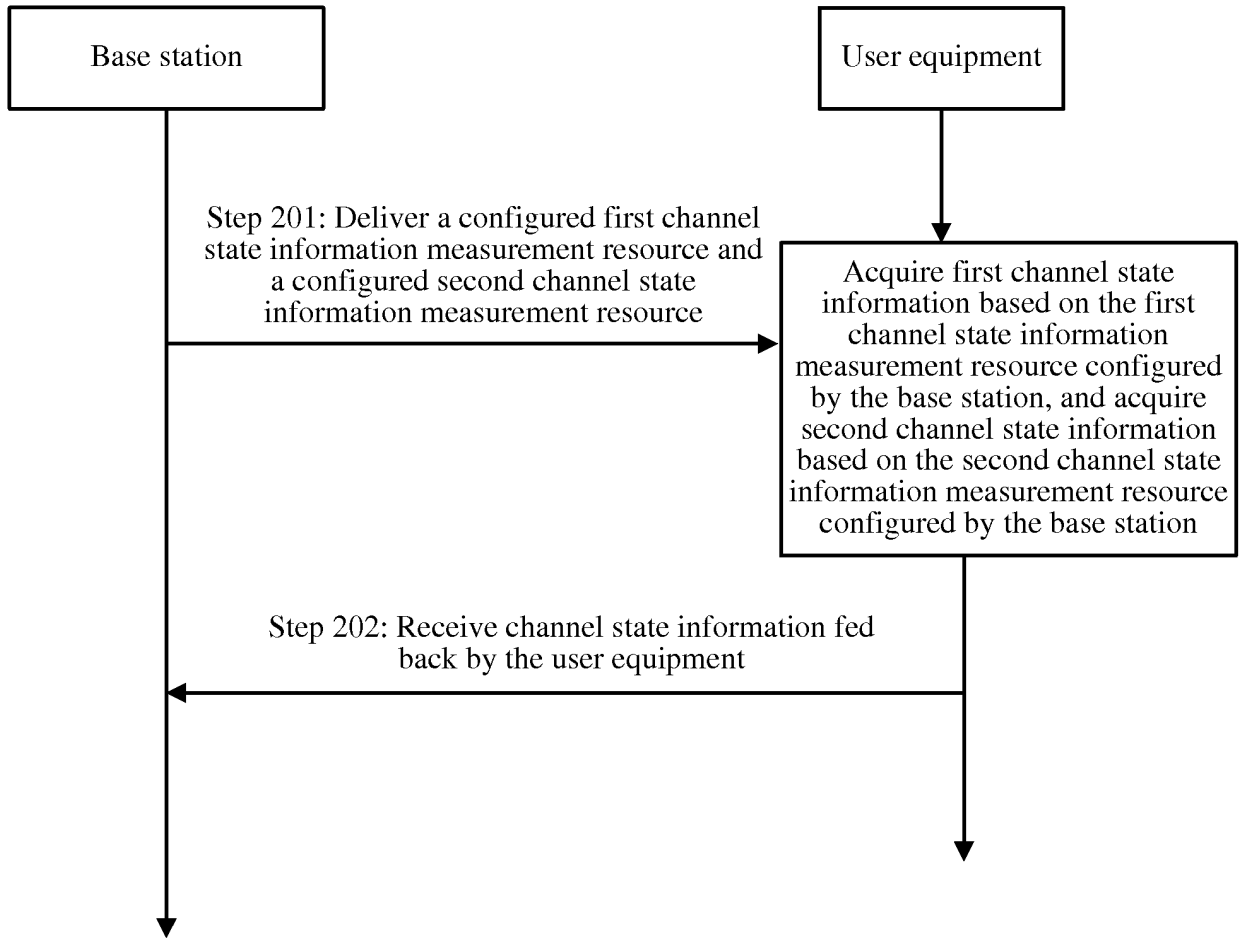 Base station
User equipment
Step 201: Deliver a configured first channel
state information measurement resource and
a configured second channel state
information measurement resource
Acquire first channel state
information based on the first
channel state information
measurement resource configured
by the base station, and acquire
second channel state information
based on the second channel state
information measurement resource
configured by the base station
Step 202: Receive channel state information fed
back by the user equipment